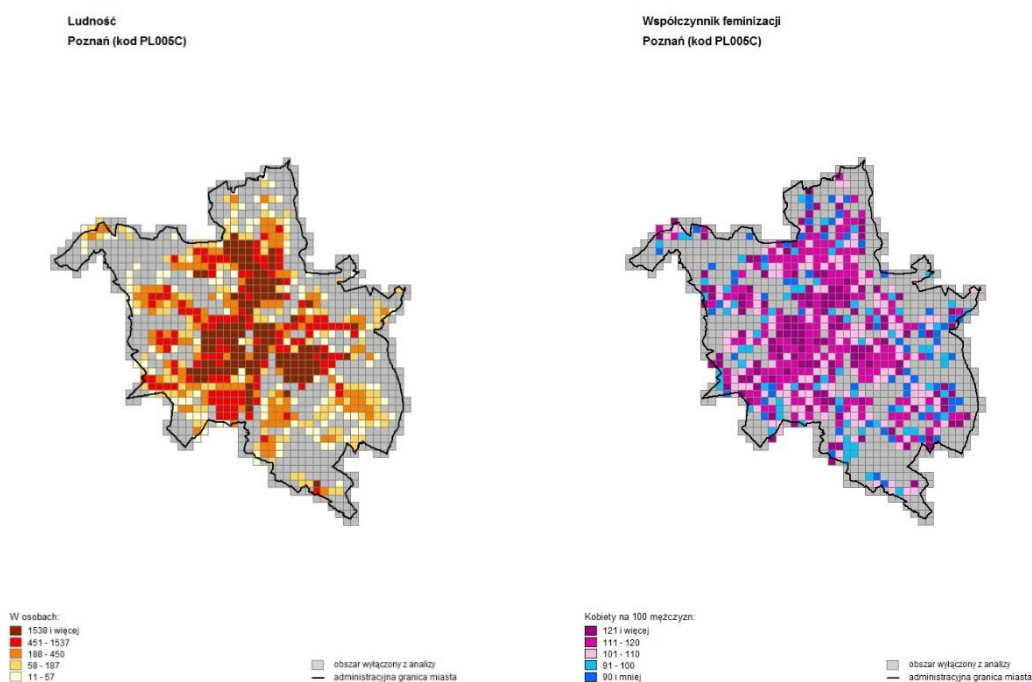 Ludność
Poznań (kod PL005C)
W osobach:
1538 i więcej
451 - 1537
188 - 450
58 - 187
11 - 57
obszar wyłączony z analizy
administracyjna granica miasta
Współczynnik feminizacji
Poznań (kod PL005C)
Kobiety na 100 mężczyzn:
121 i więcej
111 - 120
101 - 110
91 - 100
90 i mniej
obszar wyłączony z analizy
administracyjna granica miasta